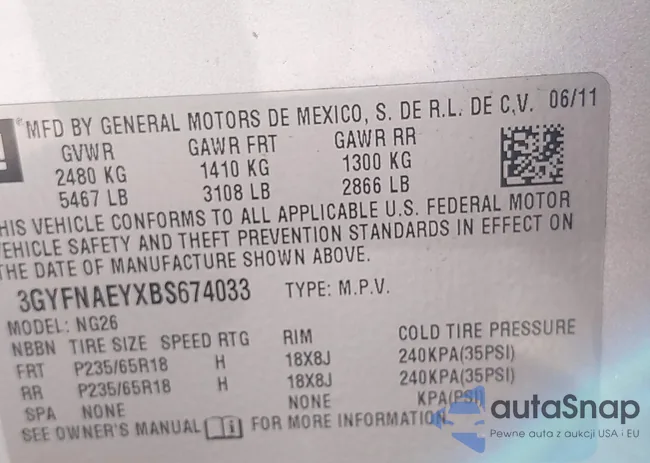 MFD BY GENERAL MOTORS DE MEXICO, S. DE R.L. DE C.V. 06/11
GVWR GAWR FRT GAWR RR
2480 KG 1410 KG 1300 KG
5467 LB 3108 LB 2866 LB
THIS VEHICLE CONFORMS TO ALL APPLICABLE U.S. FEDERAL MOTOR
VEHICLE SAFETY AND THEFT PREVENTION STANDARDS IN EFFECT ON
THE DATE OF MANUFACTURE SHOWN ABOVE.
3GYFNAEYXBS674033 TYPE: M.P.V.
MODEL: NG26
NBBN TIRE SIZE SPEED RTG RIM COLD TIRE PRESSURE
FRT P235/65R18 H 18X8J 240KPA(35PSI)
RR P235/65R18 H 18X8J 240KPA(35PSI)
SPA NONE NONE KPA(PSI)
SEE OWNER'S MANUAL FOR MORE INFORMATION.
autaSnap
Pewne auta z aukcji USA i EU